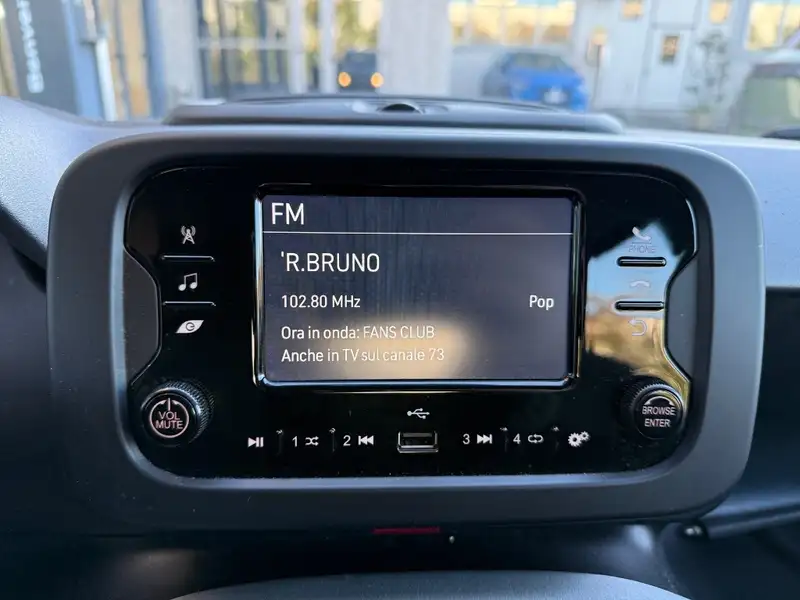 FM
'R.BRUNO
102.80 MHz Pop
Ora in onda: FANS CLUB
Anche in TV sul canale 73
PHONE
VOL
MUTE
BROWSE
ENTER
1 2 3 4